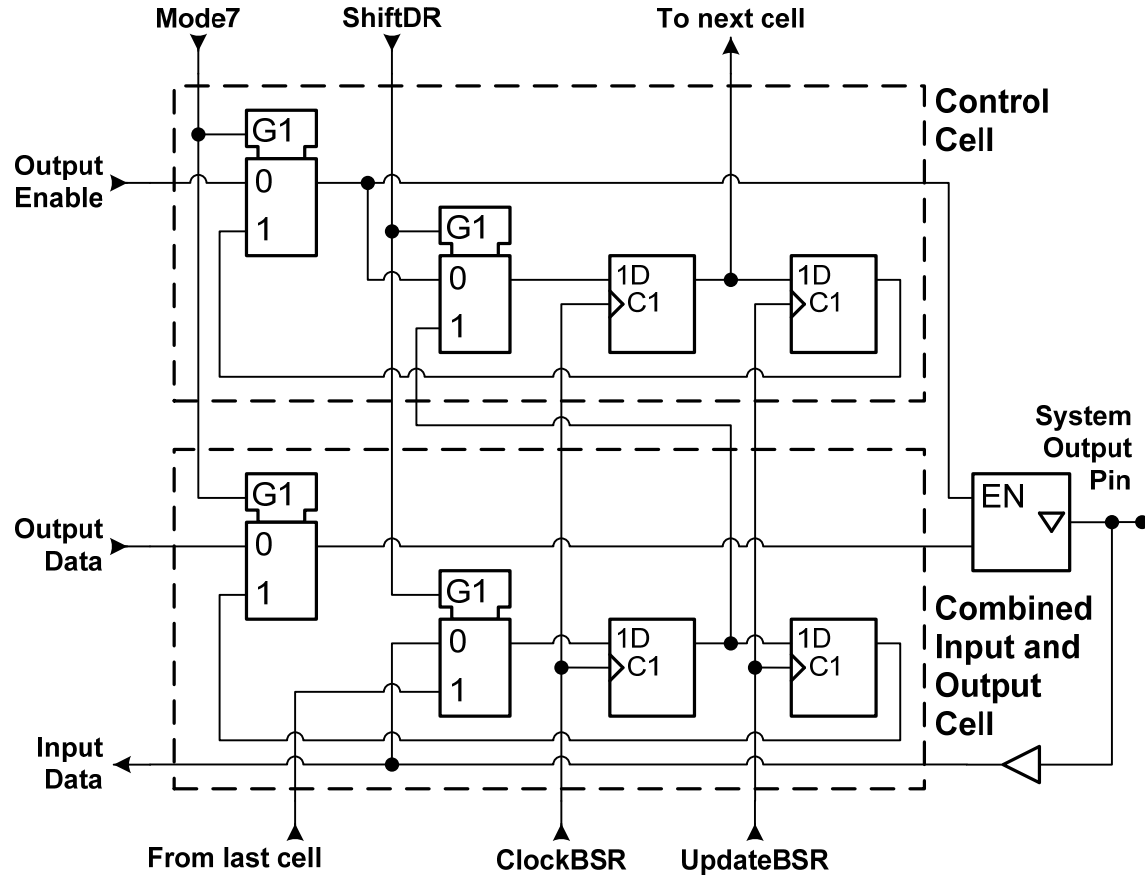 Mode7
ShiftDR
To next cell
Control
Cell
G1
Output
Enable
0
1
G1
0
1
1D
C1
1D
C1
System
Output
Pin
G1
EN
Output
Data
0
1
G1
0
1
1D
C1
1D
C1
Combined
Input and
Output
Cell
Input
Data
From last cell
ClockBSR
UpdateBSR